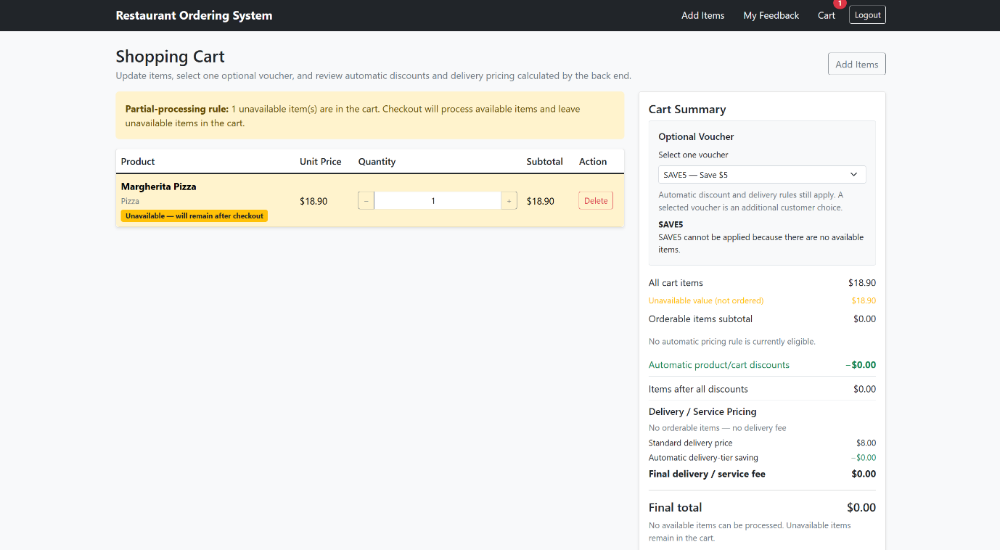 Restaurant Ordering System
Add Items
My Feedback
Cart
1
Logout
Shopping Cart
Update items, select one optional voucher, and review automatic discounts and delivery pricing calculated by the back end.
Add Items
Partial-processing rule: 1 unavailable item(s) are in the cart. Checkout will process available items and leave
unavailable items in the cart.
Product Unit Price Quantity Subtotal Action
Margherita Pizza
Pizza
Unavailable — will remain after checkout
$18.90 − 1 + $18.90 Delete
Cart Summary
Optional Voucher
Select one voucher
SAVE5 — Save $5
Automatic discount and delivery rules still apply. A
selected voucher is an additional customer choice.
SAVE5
SAVE5 cannot be applied because there are no available
items.
All cart items $18.90
Unavailable value (not ordered) $18.90
Orderable items subtotal $0.00
No automatic pricing rule is currently eligible.
Automatic product/cart discounts −$0.00
Items after all discounts $0.00
Delivery / Service Pricing
No orderable items — no delivery fee
Standard delivery price $8.00
Automatic delivery-tier saving −$0.00
Final delivery / service fee $0.00
Final total $0.00
No available items can be processed. Unavailable items
remain in the cart.